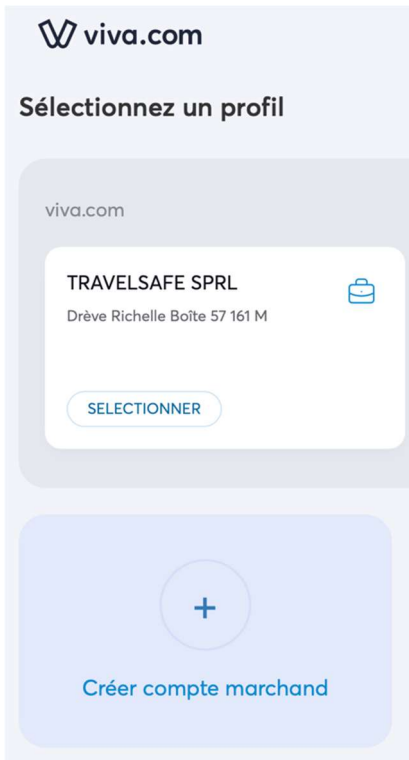 viva.com
Sélectionnez un profil
viva.com
TRAVELSAFE SPRL
Drève Richelle Boîte 57 161 M
SELECTIONNER
Créer compte marchand